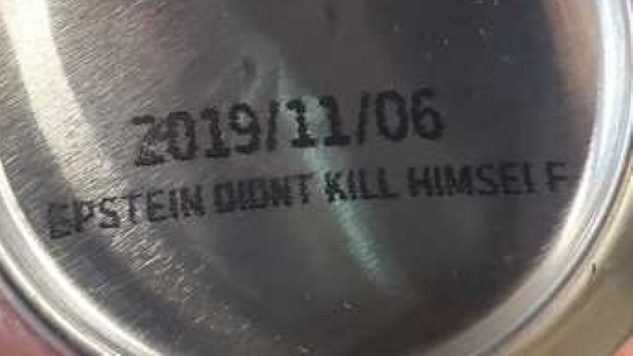 2019/11/06
EPSTEIN DIDNT KILL HIMSELF